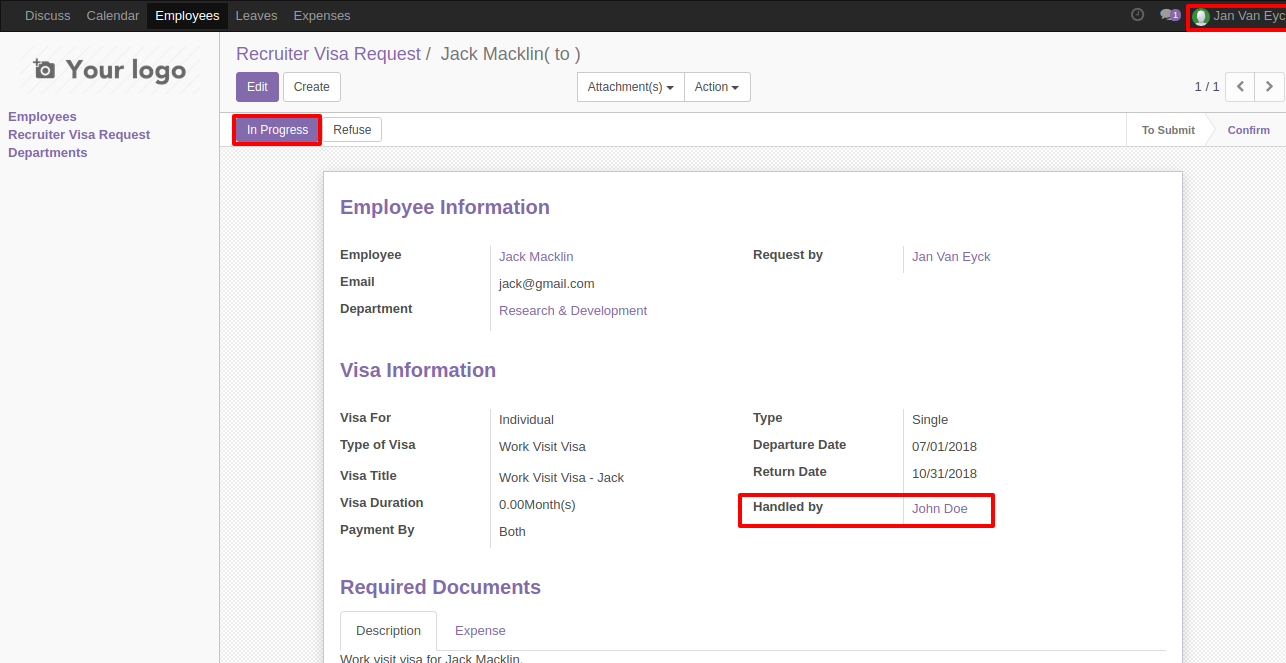 Discuss Calendar Employees Leaves Expenses 1 Jan Van Eyc
Your logo
Recruiter Visa Request / Jack Macklin( to )
Edit Create Attachment(s) Action 1 / 1
Employees
Recruiter Visa Request
Departments
In Progress Refuse To Submit Confirm
Employee Information
Employee Jack Macklin Request by Jan Van Eyck
Email jack@gmail.com
Department Research & Development
Visa Information
Visa For Individual Type Single
Type of Visa Work Visit Visa Departure Date 07/01/2018
Visa Title Work Visit Visa - Jack Return Date 10/31/2018
Visa Duration 0.00Month(s) Handled by John Doe
Payment By Both
Required Documents
Description Expense
Work visit visa for Jack Macklin.